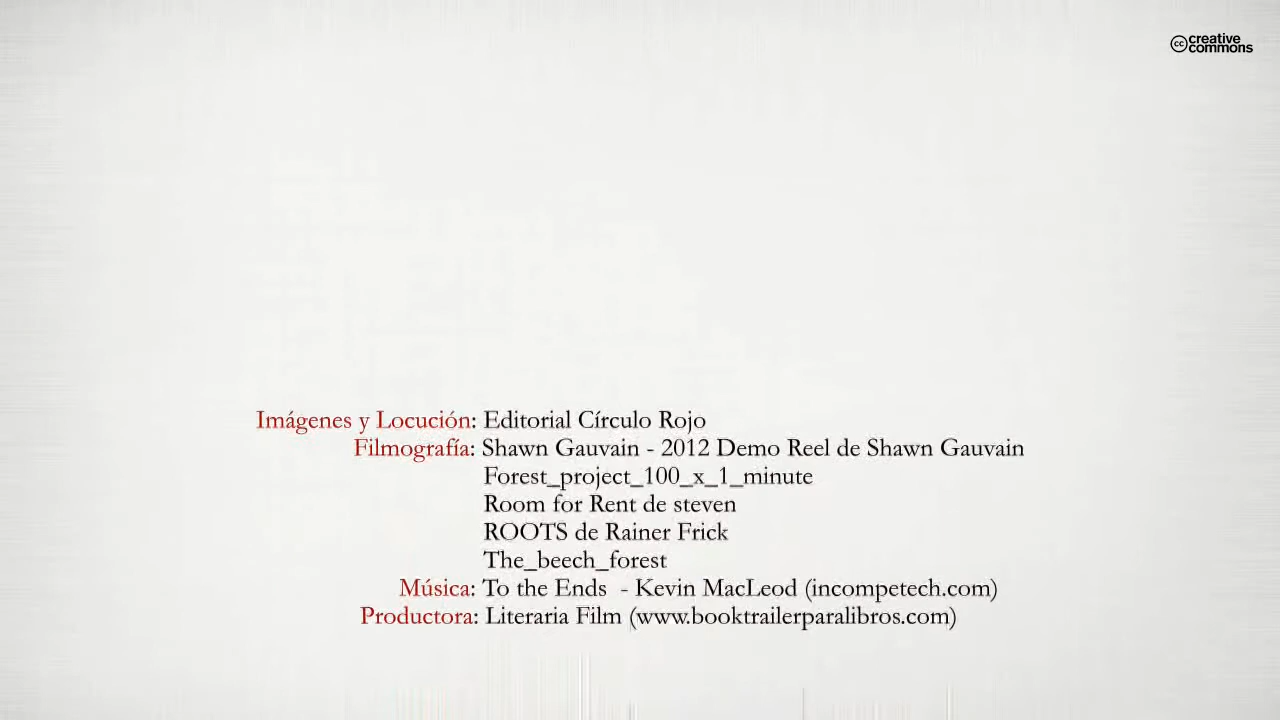 creative
commons
Imágenes y Locución: Editorial Círculo Rojo
Filmografía: Shawn Gauvain - 2012 Demo Reel de Shawn Gauvain
Forest_project_100_x_1_minute
Room for Rent de steven
ROOTS de Rainer Frick
The_beech_forest
Música: To the Ends - Kevin MacLeod (incompetech.com)
Productora: Literaria Film (www.booktrailerparalibros.com)